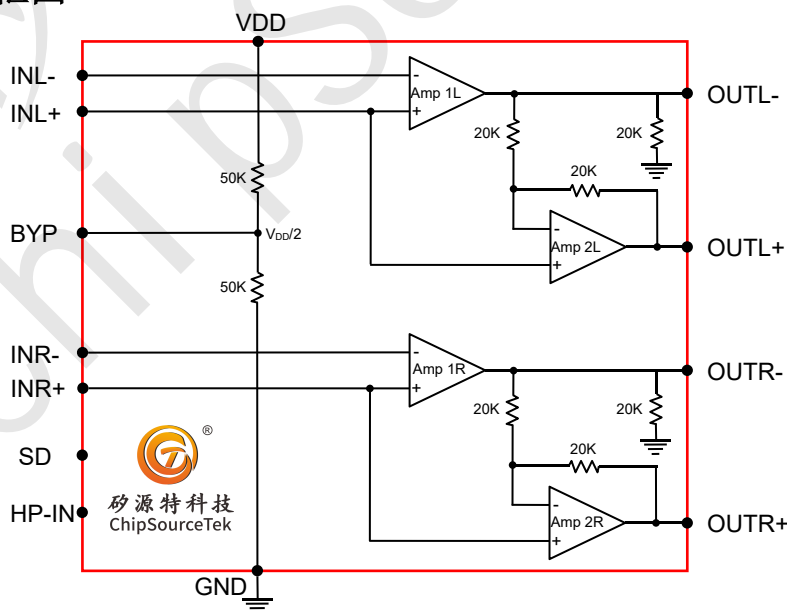 VDD
INL-
INL+
-
Amp 1L
+
OUTL-
20K
20K
50K
20K
BYP
VDD/2
-
Amp 2L
+
OUTL+
50K
INR-
INR+
-
Amp 1R
+
OUTR-
20K
20K
SD
®
20K
矽源特科技
ChipSourceTek
HP-IN
-
Amp 2R
+
OUTR+
GND